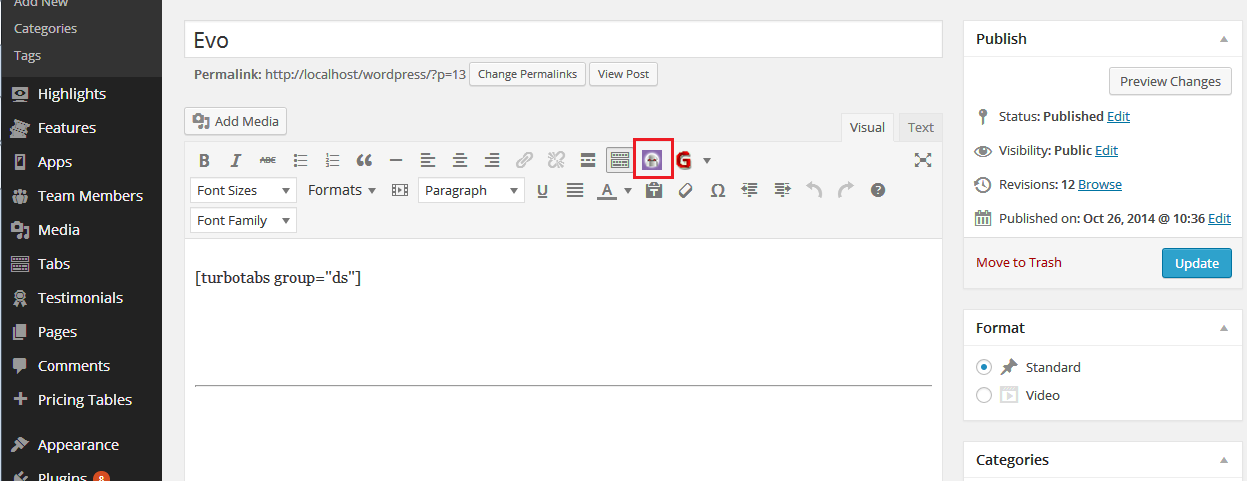 Add New
Categories
Tags
Highlights
Features
Apps
Team Members
Media
Tabs
Testimonials
Pages
Comments
Pricing Tables
Appearance
Plugins 8
Evo
Permalink: http://localhost/wordpress/?p=13 Change Permalinks View Post
Add Media
Visual Text
B I ABC G
Font Sizes Formats Paragraph U A T Ω ?
Font Family
[turbotabs group="ds"]
Publish
Preview Changes
Status: Published Edit
Visibility: Public Edit
Revisions: 12 Browse
Published on: Oct 26, 2014 @ 10:36 Edit
Move to Trash Update
Format
Standard
Video
Categories